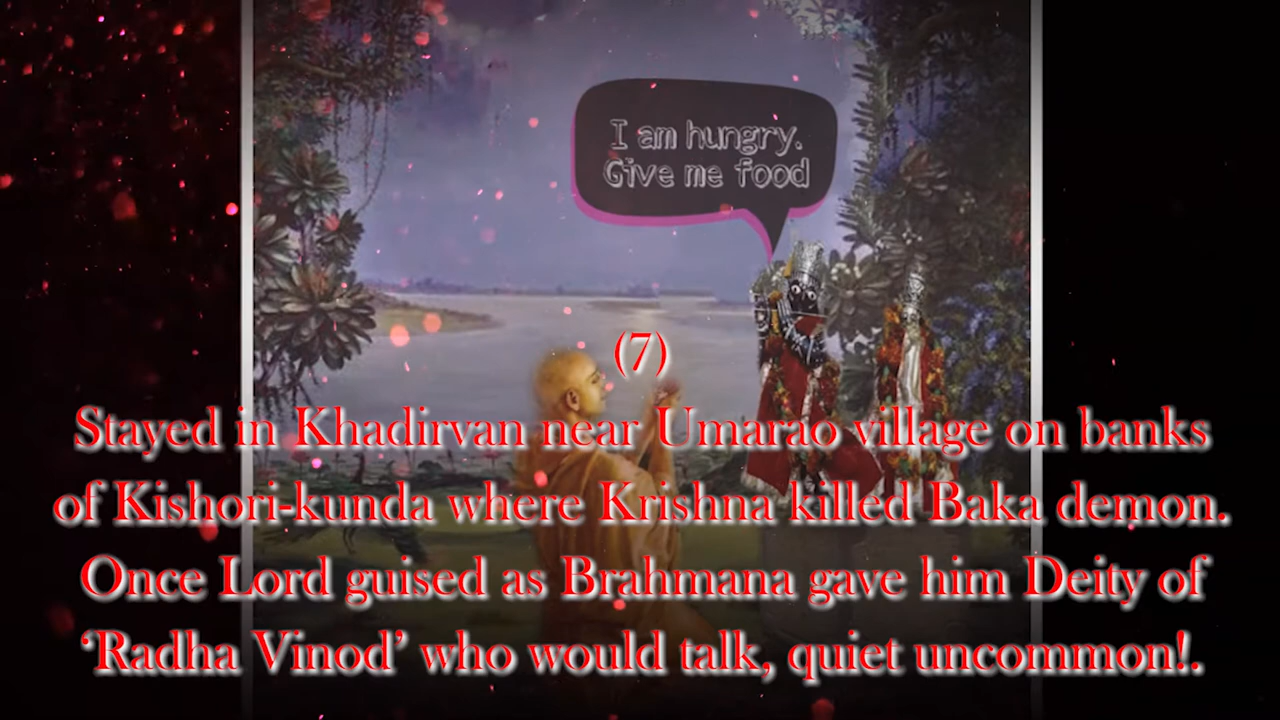 I am hungry.
Give me food
(7)
Stayed in Khadirvan near Umarao village on banks
of Kishori-kunda where Krishna killed Baka demon.
Once Lord guised as Brahmana gave him Deity of
‘Radha Vinod’ who would talk, quiet uncommon!.